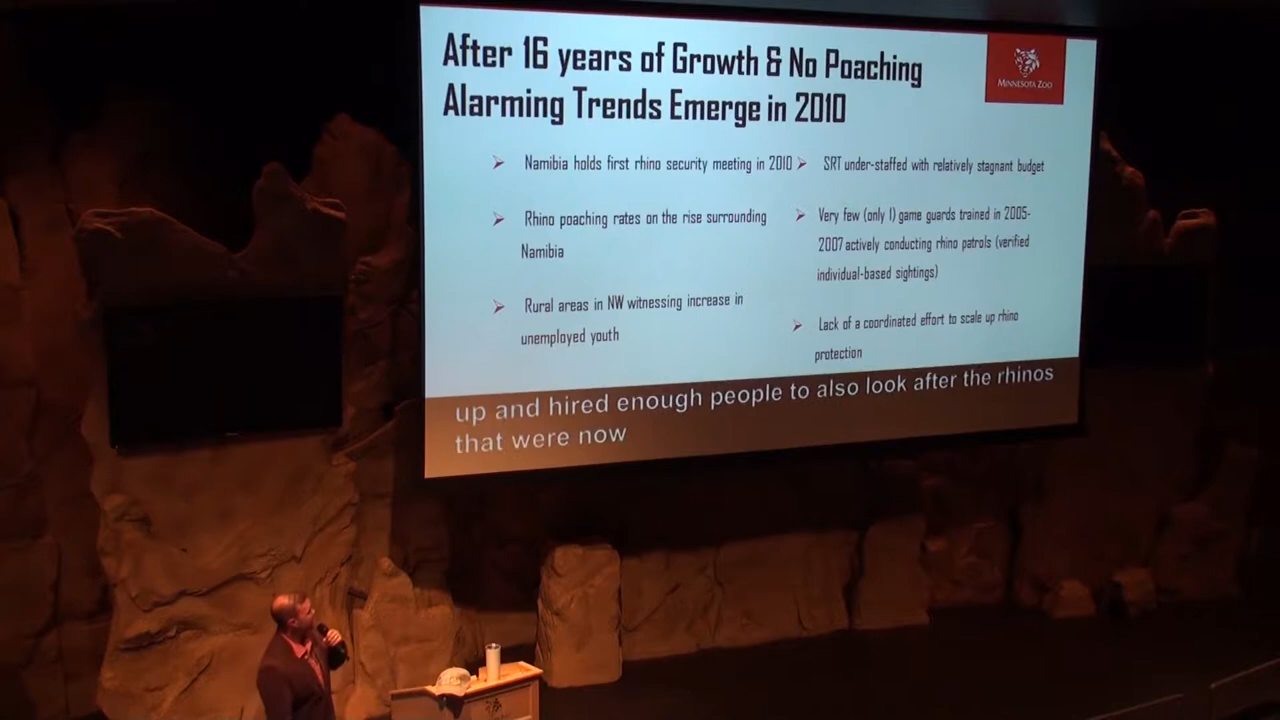 After 16 years of Growth & No Poaching
Alarming Trends Emerge in 2010
MINNESOTA ZOO
Namibia holds first rhino security meeting in 2010
Rhino poaching rates on the rise surrounding
Namibia
Rural areas in NW witnessing increase in
unemployed youth
SRT under-staffed with relatively stagnant budget
Very few (only 1) game guards trained in 2005-
2007 actively conducting rhino patrols (verified
individual-based sightings)
Lack of a coordinated effort to scale up rhino
protection
up and hired enough people to also look after the rhinos
that were now